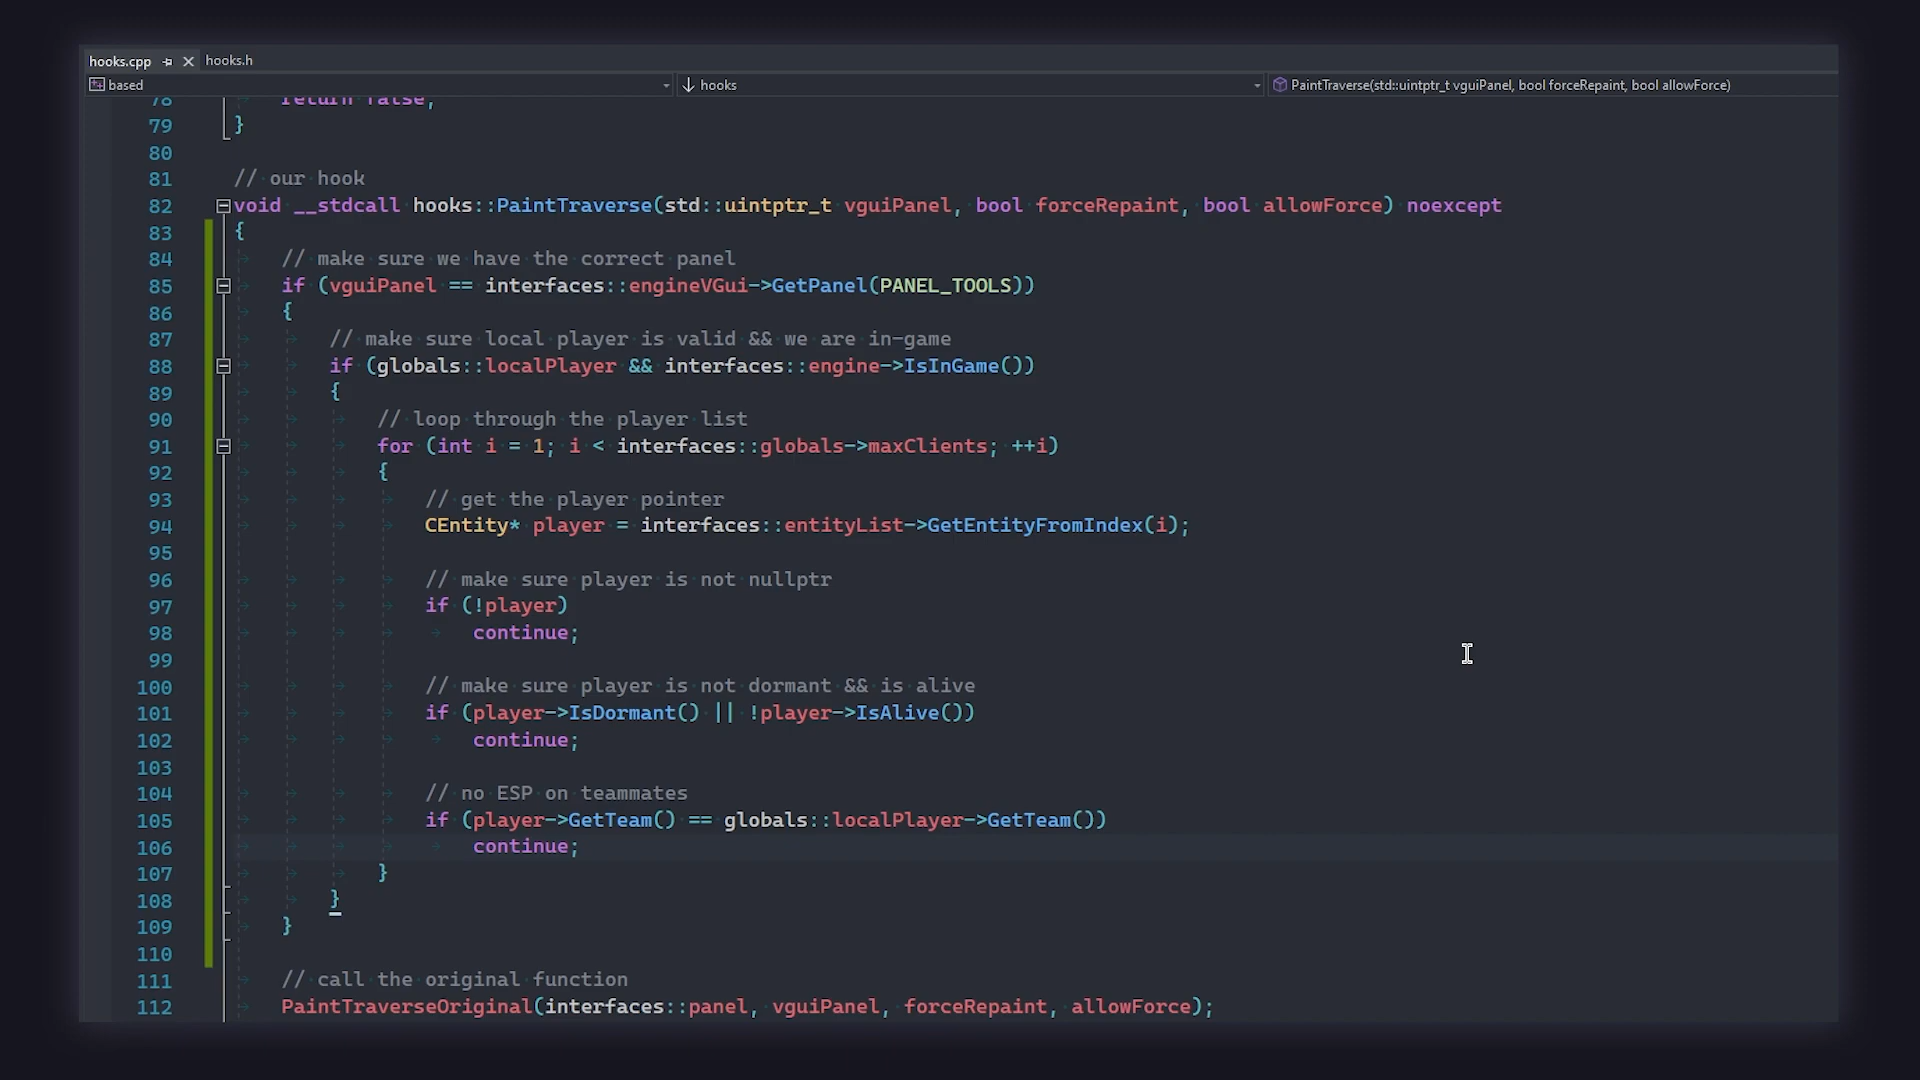 hooks.cpp hooks.h
based hooks PaintTraverse(std::uintptr_t vguiPanel, bool forceRepaint, bool allowForce)
78 return false;
79 }
80
81 // our hook
82 void __stdcall hooks::PaintTraverse(std::uintptr_t vguiPanel, bool forceRepaint, bool allowForce) noexcept
83 {
84 // make sure we have the correct panel
85 if (vguiPanel == interfaces::engineVGui->GetPanel(PANEL_TOOLS))
86 {
87 // make sure local player is valid && we are in-game
88 if (globals::localPlayer && interfaces::engine->IsInGame())
89 {
90 // loop through the player list
91 for (int i = 1; i < interfaces::globals->maxClients; ++i)
92 {
93 // get the player pointer
94 CEntity* player = interfaces::entityList->GetEntityFromIndex(i);
95
96 // make sure player is not nullptr
97 if (!player)
98 continue;
99
100 // make sure player is not dormant && is alive
101 if (player->IsDormant() || !player->IsAlive())
102 continue;
103
104 // no ESP on teammates
105 if (player->GetTeam() == globals::localPlayer->GetTeam())
106 continue;
107 }
108 }
109 }
110
111 // call the original function
112 PaintTraverseOriginal(interfaces::panel, vguiPanel, forceRepaint, allowForce);